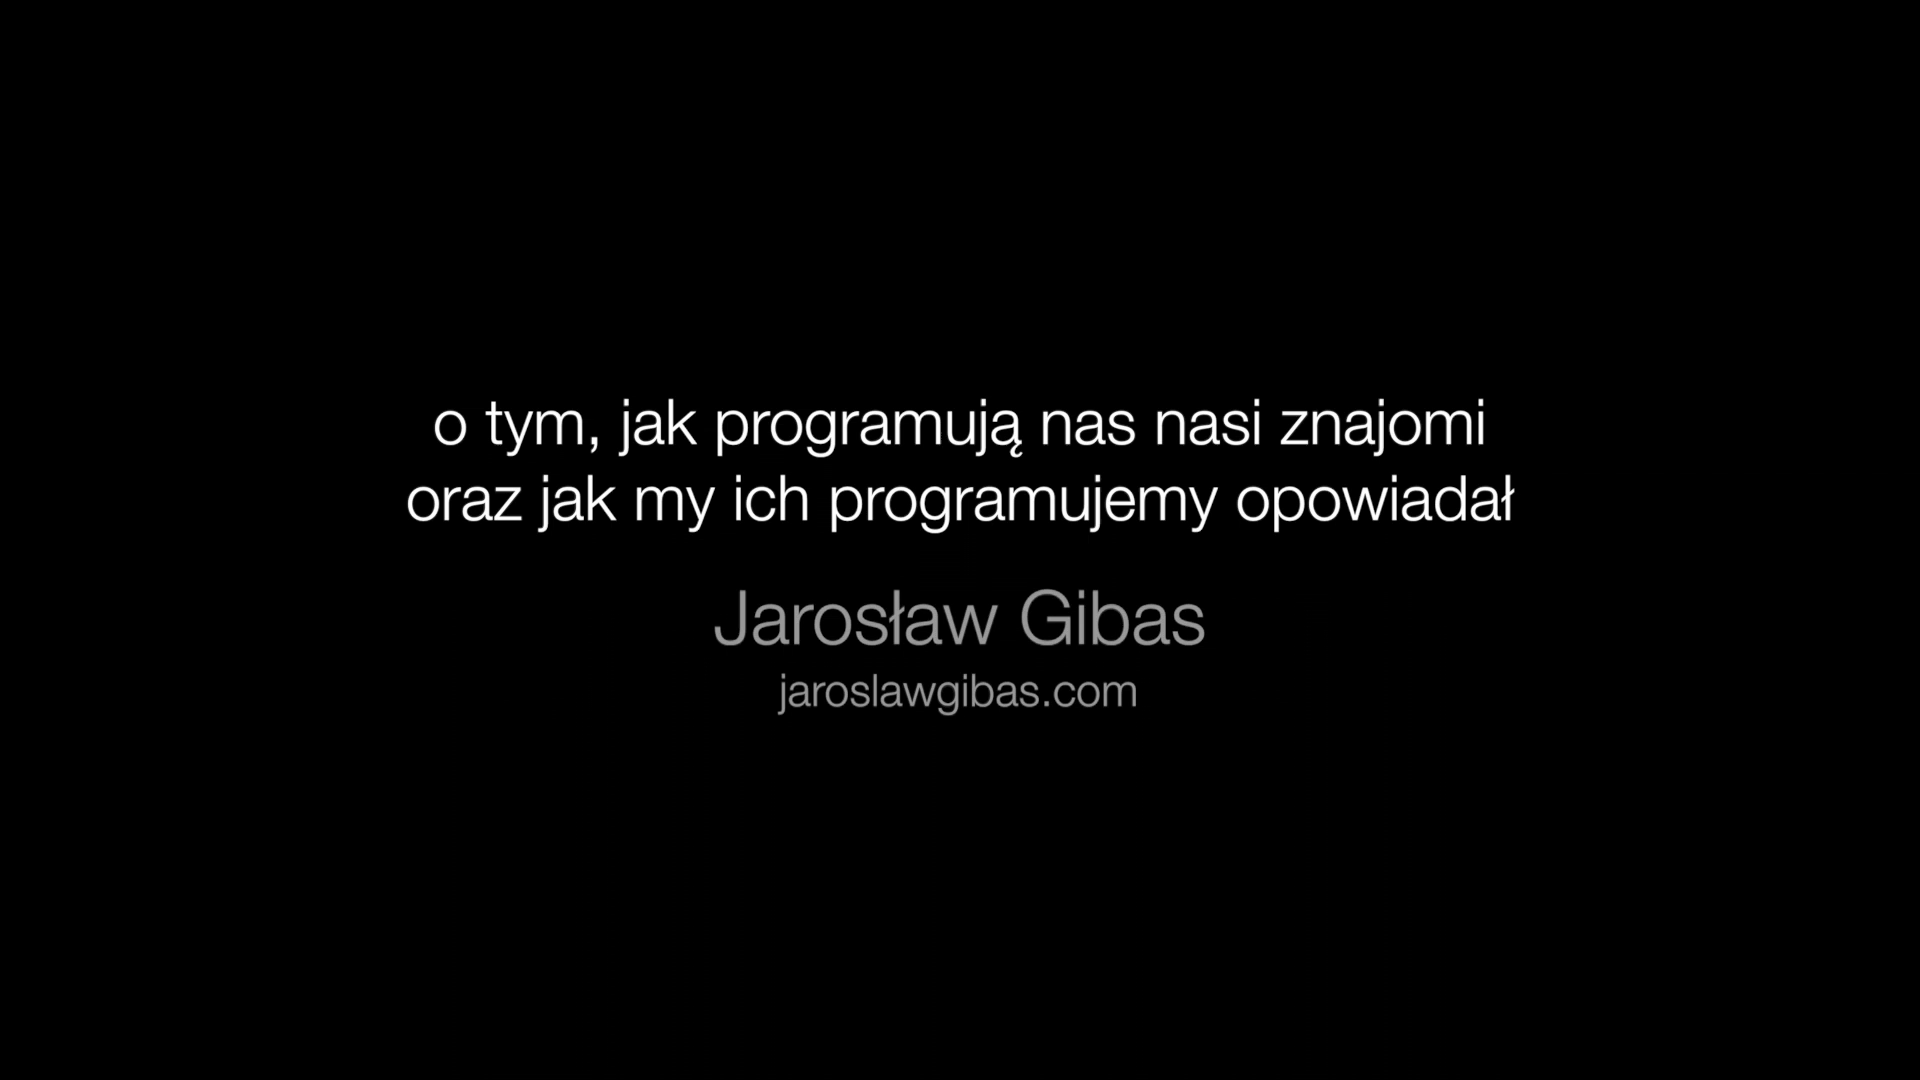 o tym, jak programują nas nasi znajomi
oraz jak my ich programujemy opowiadał
Jarosław Gibas
jaroslawgibas.com